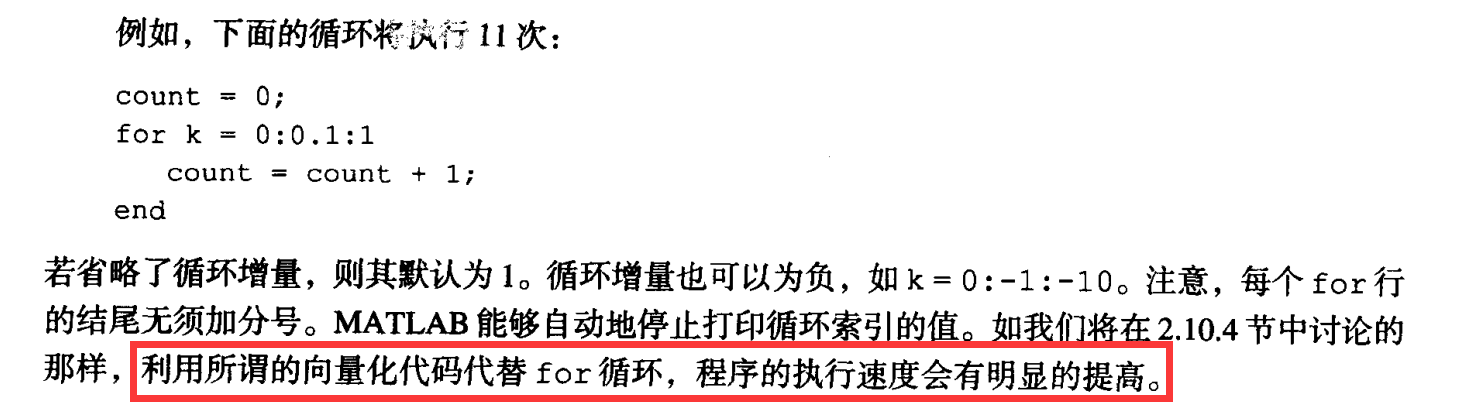 例如，下面的循环将执行 11 次：
count = 0;
for k = 0:0.1:1
count = count + 1;
end
若省略了循环增量，则其默认为 1。循环增量也可以为负，如 k = 0:-1:-10。注意，每个 for 行
的结尾无须加分号。MATLAB 能够自动地停止打印循环索引的值。如我们将在 2.10.4 节中讨论的
那样，利用所谓的向量化代码代替 for 循环，程序的执行速度会有明显的提高。